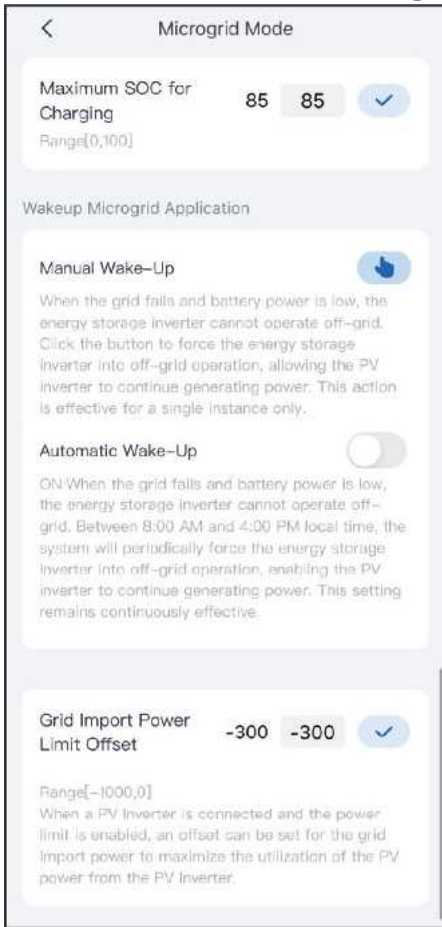 Microgrid Mode
Maximum SOC for
Charging
85 85
Range[0,100]
Wakeup Microgrid Application
Manual Wake-Up
When the grid fails and battery power is low, the
energy storage inverter cannot operate off-grid.
Click the button to force the energy storage
inverter into off-grid operation, allowing the PV
inverter to continue generating power. This action
is effective for a single instance only.
Automatic Wake-Up
ON:When the grid fails and battery power is low,
the energy storage inverter cannot operate off-
grid. Between 8:00 AM and 4:00 PM local time, the
system will periodically force the energy storage
inverter into off-grid operation, enabling the PV
inverter to continue generating power. This setting
remains continuously effective.
Grid Import Power
Limit Offset
-300 -300
Range[-1000,0]
When a PV Inverter is connected and the power
limit is enabled, an offset can be set for the grid
import power to maximize the utilization of the PV
power from the PV Inverter.